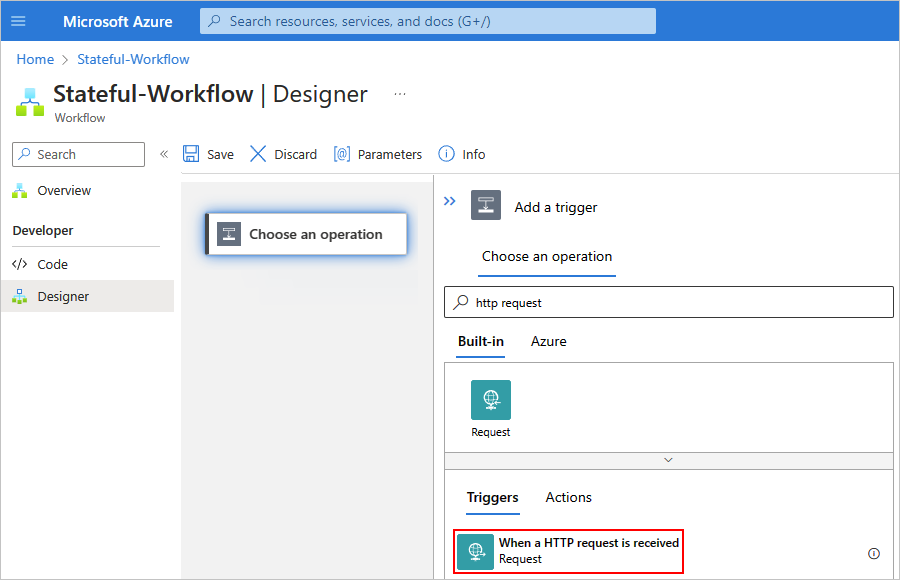 Microsoft Azure
Search resources, services, and docs (G+/)
Home > Stateful-Workflow
Stateful-Workflow | Designer ...
Workflow
Search
«
Save
Discard
[@] Parameters
Info
Overview
Developer
</> Code
Designer
Choose an operation
» Add a trigger
Choose an operation
http request
Built-in
Azure
Request
Triggers
Actions
When a HTTP request is received
Request